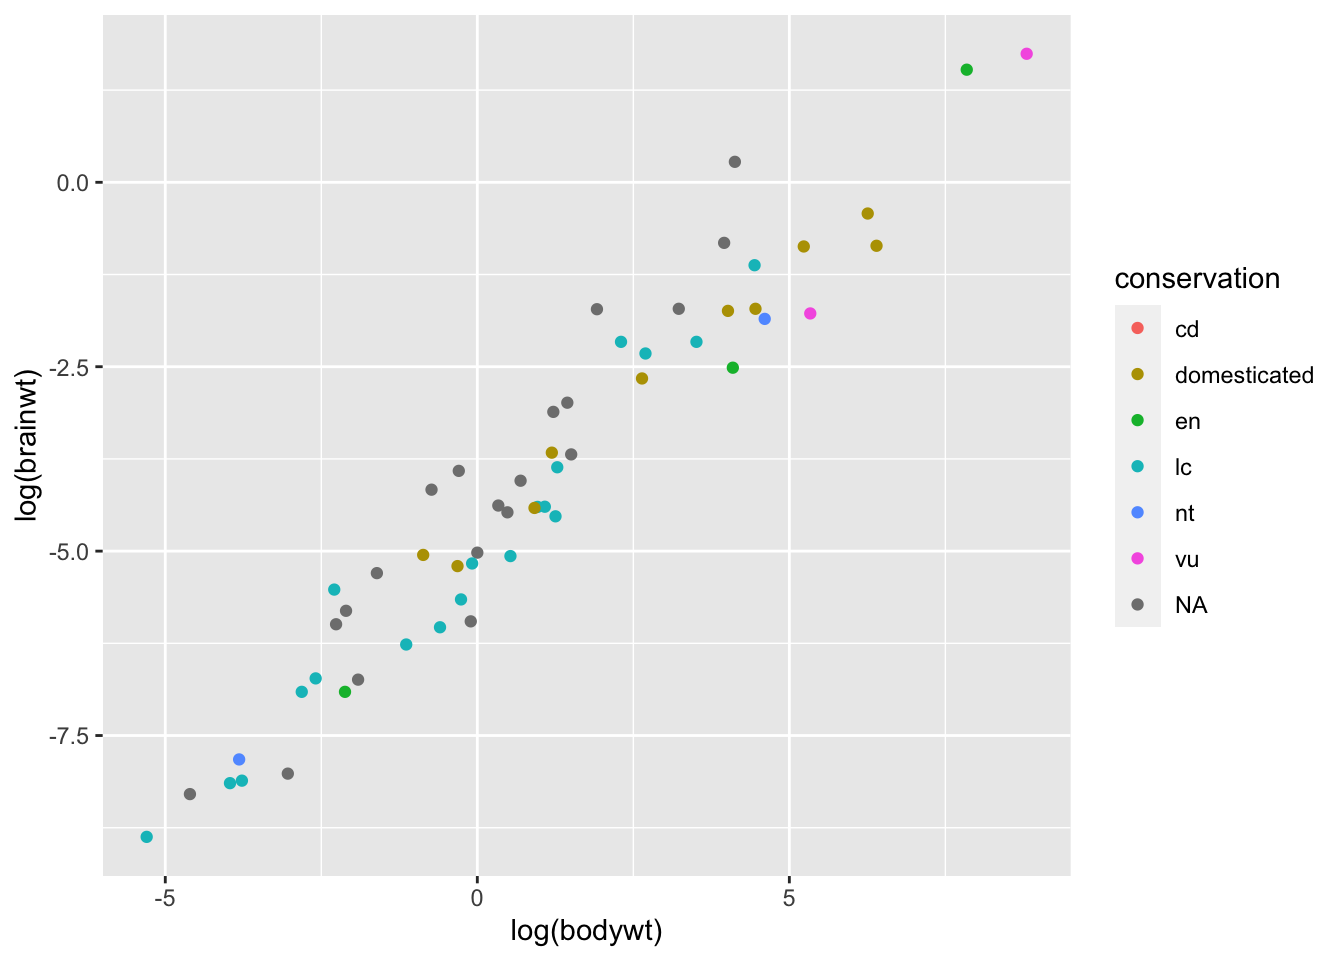 0.0
-2.5
-5.0
-7.5
log(brainwt)
-5
0
5
log(bodywt)
conservation
cd
domesticated
en
lc
nt
vu
NA